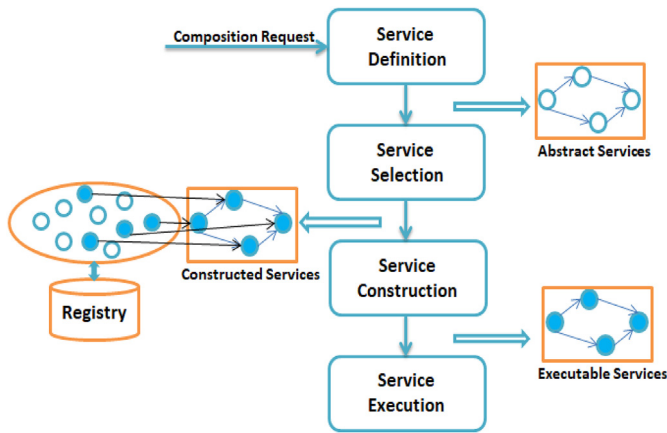 Composition Request
Service
Definition
Abstract Services
Service
Selection
Constructed Services
Service
Construction
Registry
Executable Services
Service
Execution